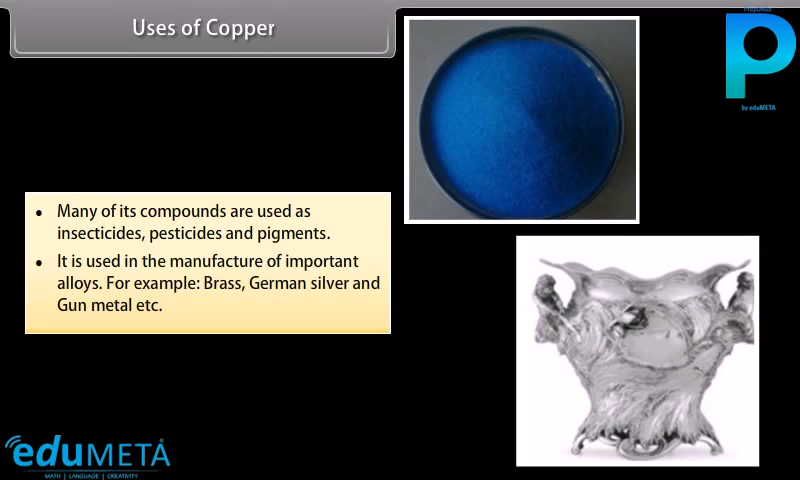 Uses of Copper
Preponda
by eduMETA
• Many of its compounds are used as
insecticides, pesticides and pigments.
• It is used in the manufacture of important
alloys. For example: Brass, German silver and
Gun metal etc.
eduMETA
MATH | LANGUAGE | CREATIVITY